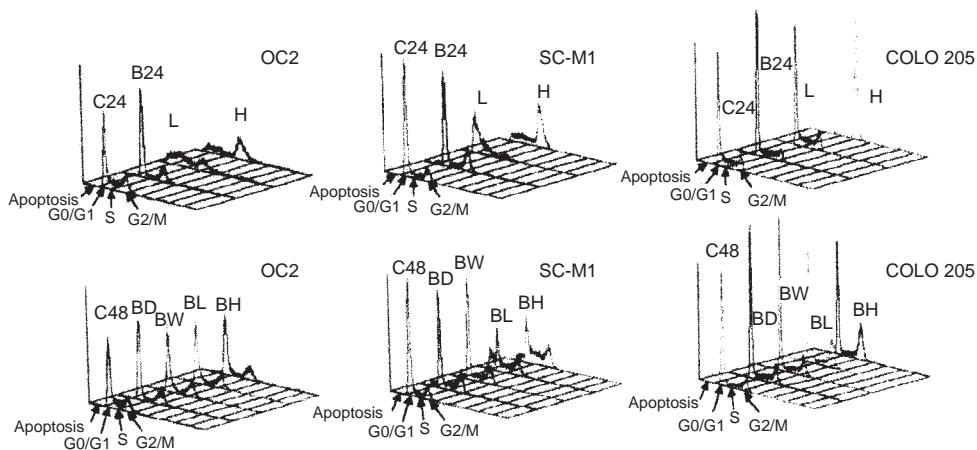 OC2
C24
B24
L
H
Apoptosis
G0/G1
S
G2/M
SC-M1
C24
B24
L
H
Apoptosis
G0/G1
S
G2/M
COLO 205
C24
B24
L
H
Apoptosis
G0/G1
S
G2/M
OC2
C48
BD
BW
BL
BH
Apoptosis
G0/G1
S
G2/M
SC-M1
C48
BD
BW
BL
BH
Apoptosis
G0/G1
S
G2/M
COLO 205
C48
BD
BW
BL
BH
Apoptosis
G0/G1
S
G2/M